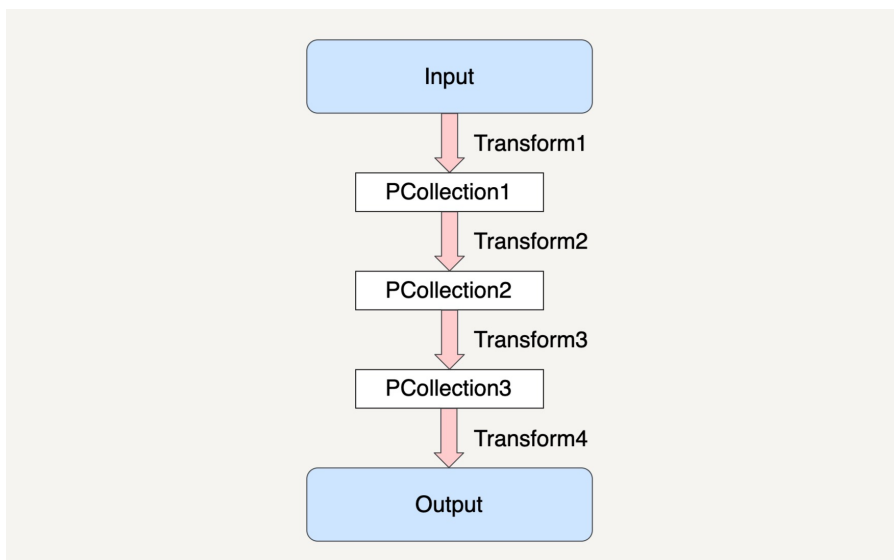 Input
Transform1
PCollection1
Transform2
PCollection2
Transform3
PCollection3
Transform4
Output